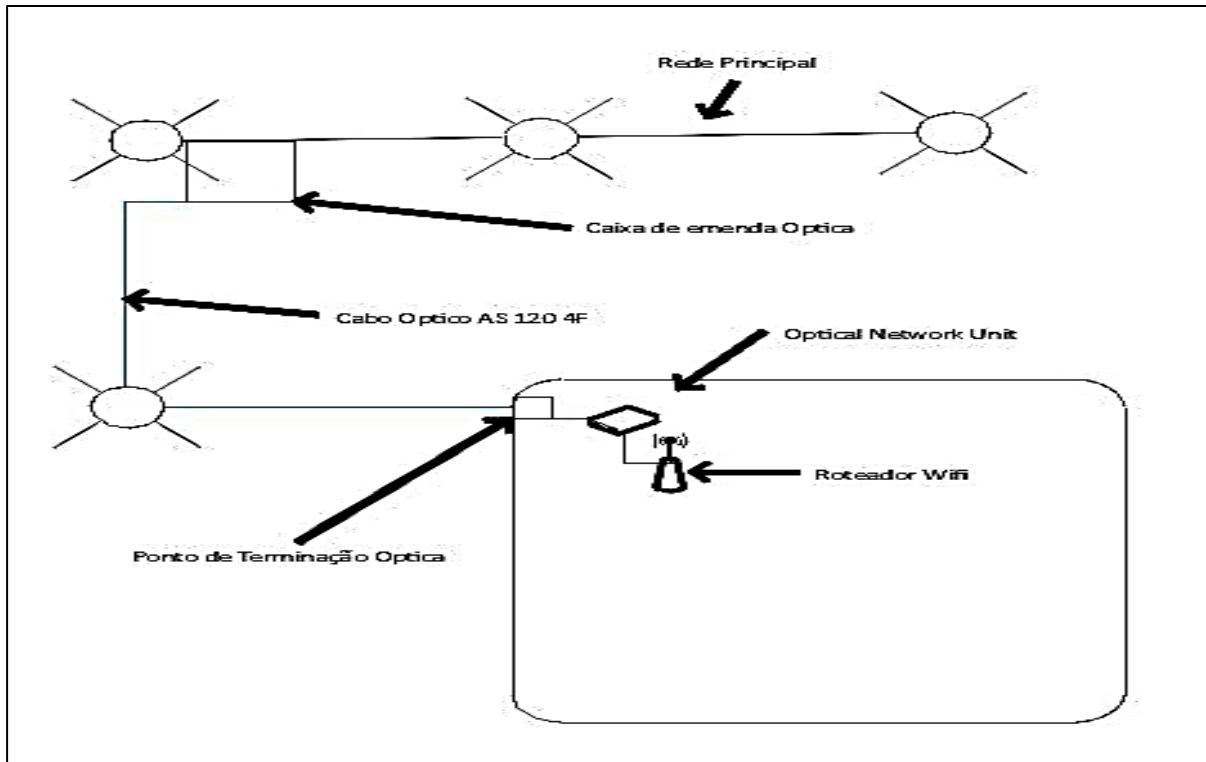 Rede Principal
Caixa de emenda Optica
Cabo Optico AS 120 4F
Optical Network Unit
Roteador Wifi
Ponto de Terminação Optica